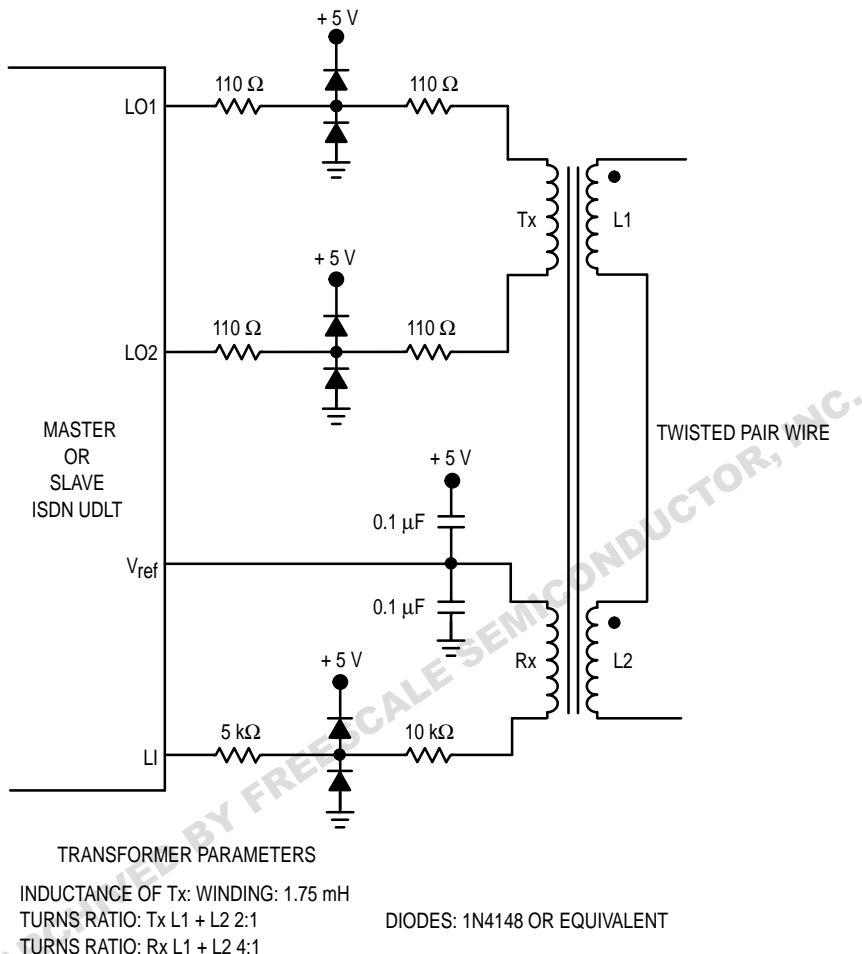 + 5 V
110 Ω
110 Ω
LO1
Tx
L1
+ 5 V
110 Ω
110 Ω
LO2
MASTER
OR
SLAVE
ISDN UDLT
TWISTED PAIR WIRE
+ 5 V
0.1 µF
Vref
0.1 µF
Rx
L2
+ 5 V
5 kΩ
10 kΩ
LI
TRANSFORMER PARAMETERS
INDUCTANCE OF Tx: WINDING: 1.75 mH
TURNS RATIO: Tx L1 + L2 2:1
TURNS RATIO: Rx L1 + L2 4:1
DIODES: 1N4148 OR EQUIVALENT
ARCHIVED BY FREESCALE SEMICONDUCTOR, INC.